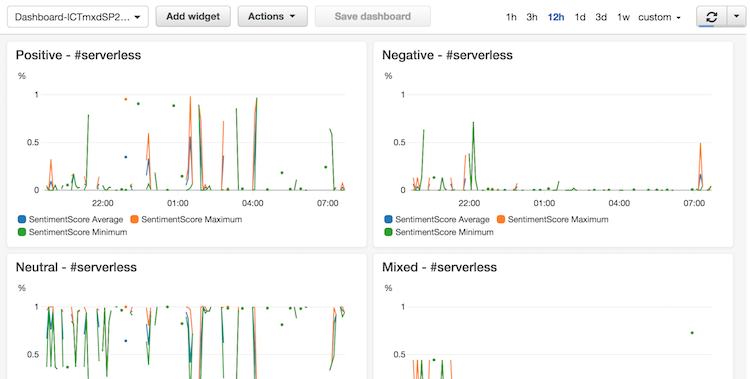 Dashboard-ICTmxdSP2... Add widget Actions Save dashboard 1h 3h 12h 1d 3d 1w custom
Positive - #serverless
%
1
0.5
0
22:00 01:00 04:00 07:00
SentimentScore Average SentimentScore Maximum
SentimentScore Minimum
Negative - #serverless
%
1
0.5
0
22:00 01:00 04:00 07:00
SentimentScore Average SentimentScore Maximum
SentimentScore Minimum
Neutral - #serverless
%
1
0.5
Mixed - #serverless
%
1
0.5